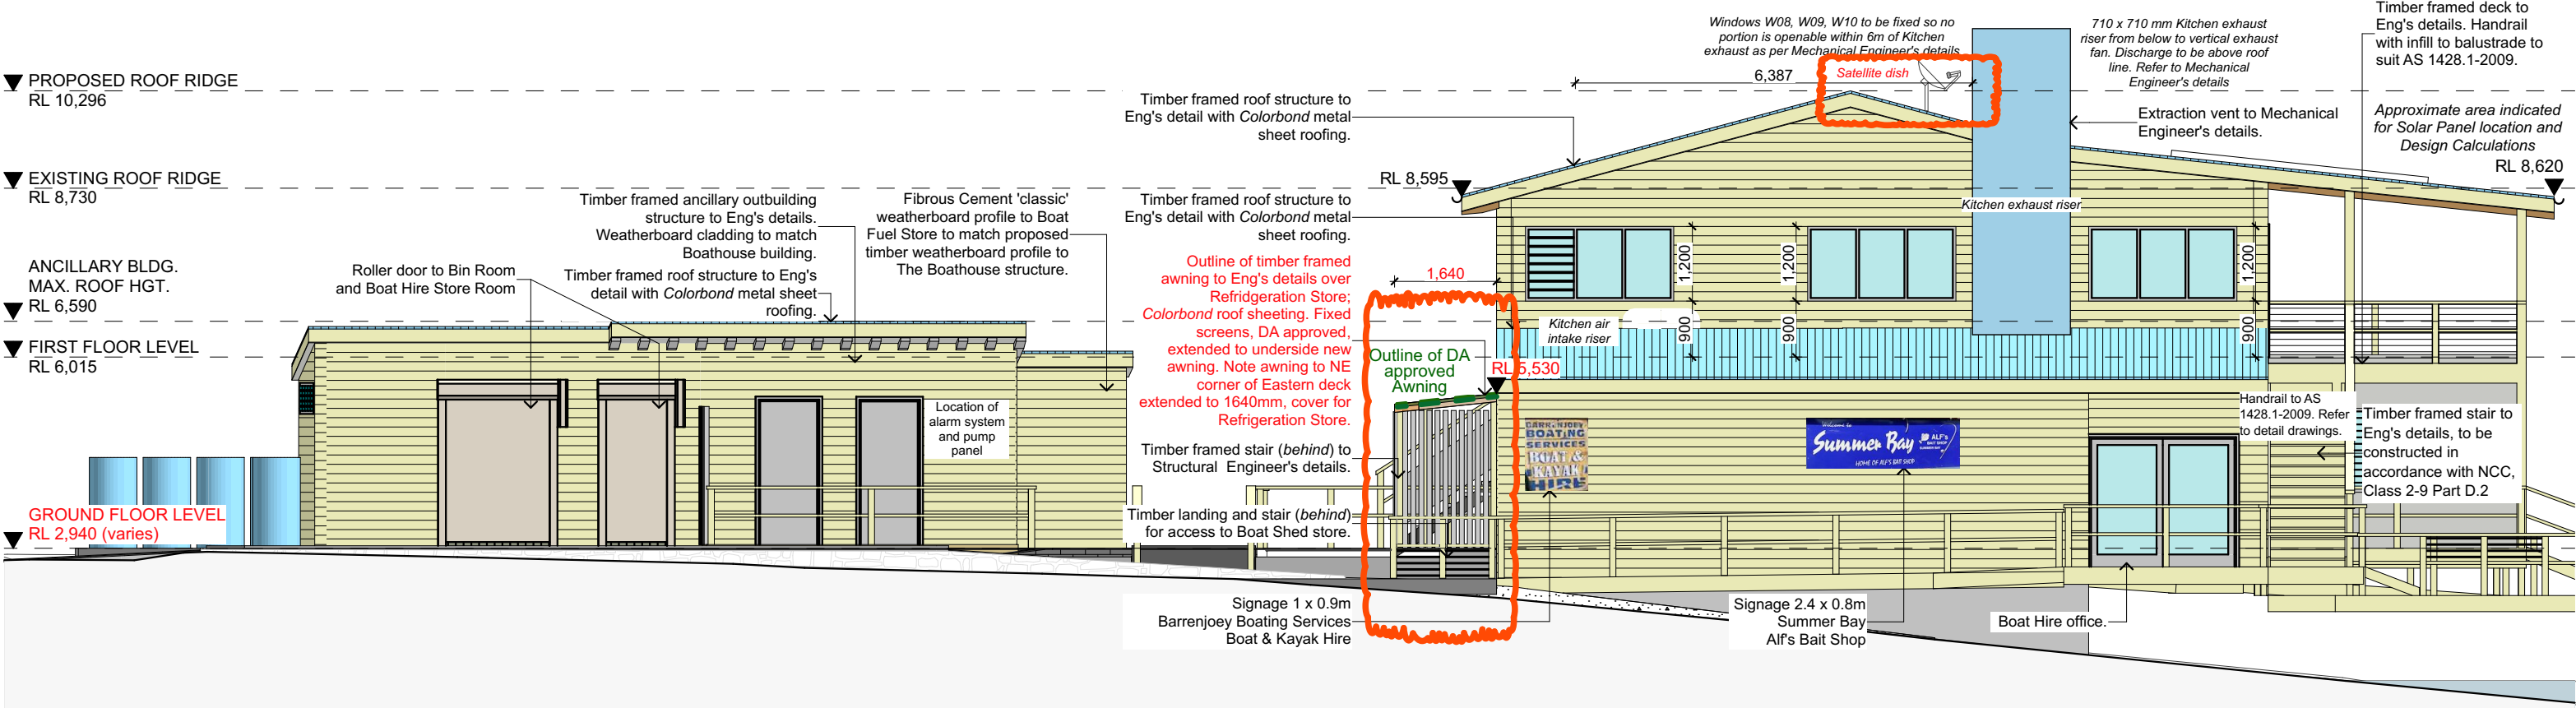 PROPOSED ROOF RIDGE
RL 10,296
EXISTING ROOF RIDGE
RL 8,730
ANCILLARY BLDG.
MAX. ROOF HGT.
RL 6,590
FIRST FLOOR LEVEL
RL 6,015
GROUND FLOOR LEVEL
RL 2,940 (varies)
Roller door to Bin Room
and Boat Hire Store Room
Timber framed ancillary outbuilding
structure to Eng's details.
Weatherboard cladding to match
Boathouse building.
Timber framed roof structure to Eng's
detail with Colorbond metal sheet
roofing.
Fibrous Cement 'classic'
weatherboard profile to Boat
Fuel Store to match proposed
timber weatherboard profile to
The Boathouse structure.
Location of
alarm system
and pump
panel
Timber framed roof structure to
Eng's detail with Colorbond metal
sheet roofing.
Timber framed roof structure to
Eng's detail with Colorbond metal
sheet roofing.
Outline of timber framed
awning to Eng's details over
Refridgeration Store;
Colorbond roof sheeting. Fixed
screens, DA approved,
extended to underside new
awning. Note awning to NE
corner of Eastern deck
extended to 1640mm, cover for
Refrigeration Store.
Timber framed stair (behind) to
Structural Engineer's details.
Timber landing and stair (behind)
for access to Boat Shed store.
Signage 1 x 0.9m
Barrenjoey Boating Services
Boat & Kayak Hire
RL 8,595
1,640
Outline of DA
approved
Awning
RL 5,530
Windows W08, W09, W10 to be fixed so no
portion is openable within 6m of Kitchen
exhaust as per Mechanical Engineer's details
6,387
Satellite dish
710 x 710 mm Kitchen exhaust
riser from below to vertical exhaust
fan. Discharge to be above roof
line. Refer to Mechanical
Engineer's details
Extraction vent to Mechanical
Engineer's details.
Timber framed deck to
Eng's details. Handrail
with infill to balustrade to
suit AS 1428.1-2009.
Approximate area indicated
for Solar Panel location and
Design Calculations
RL 8,620
Kitchen exhaust riser
1,200
1,200
1,200
900
900
900
Kitchen air
intake riser
BARRENJOEY
BOATING
SERVICES
BOAT &
KAYAK
HIRE
Welcome to
Summer Bay
ALF's
BAIT SHOP
SUMMER BAY
HOME OF ALF'S BAIT SHOP
Handrail to AS
1428.1-2009. Refer
to detail drawings.
Timber framed stair to
Eng's details, to be
constructed in
accordance with NCC,
Class 2-9 Part D.2
Signage 2.4 x 0.8m
Summer Bay
Alf's Bait Shop
Boat Hire office.